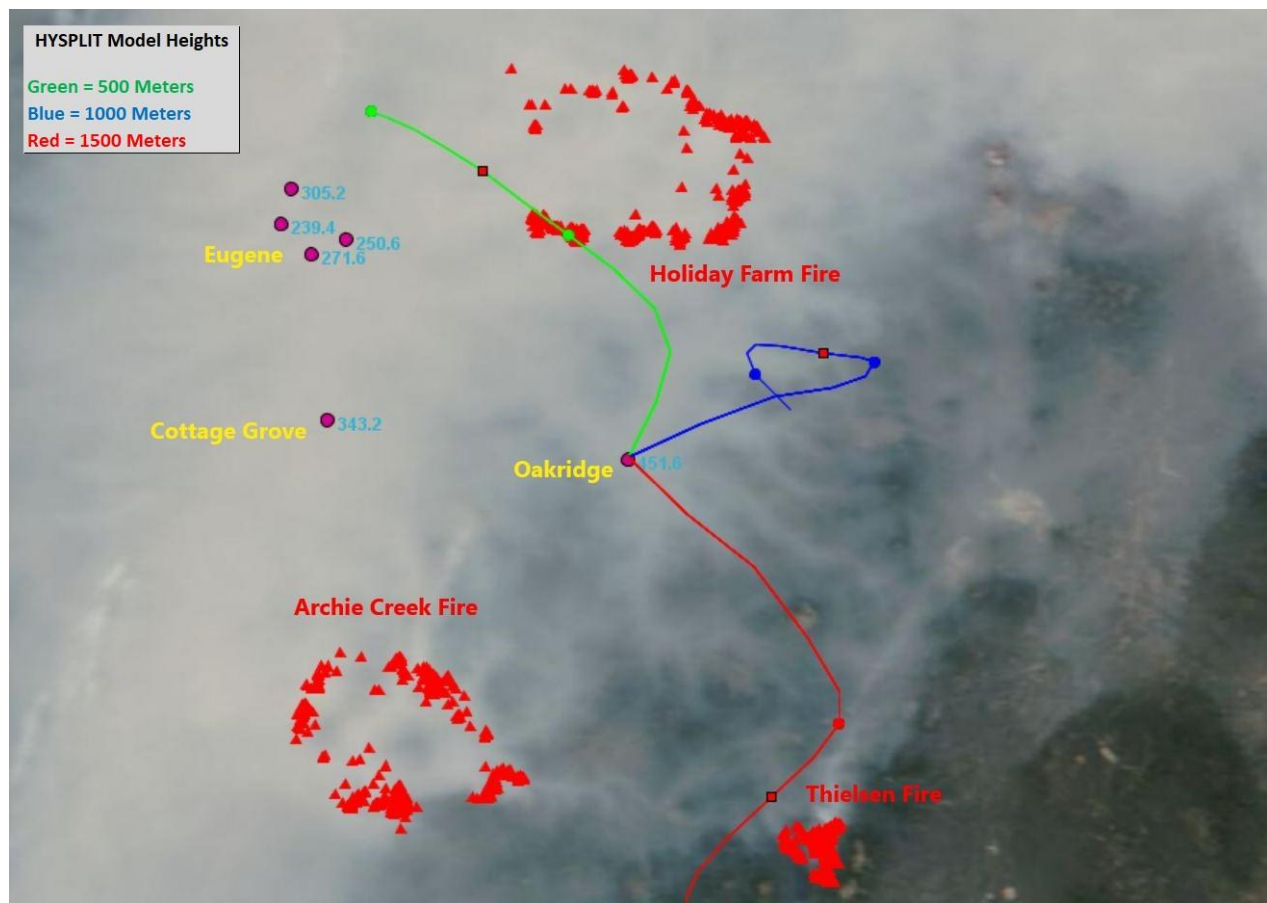 HYSPLIT Model Heights
Green = 500 Meters
Blue = 1000 Meters
Red = 1500 Meters
305.2
239.4
250.6
Eugene
271.6
Holiday Farm Fire
343.2
Cottage Grove
Oakridge
Archie Creek Fire
Thielsen Fire